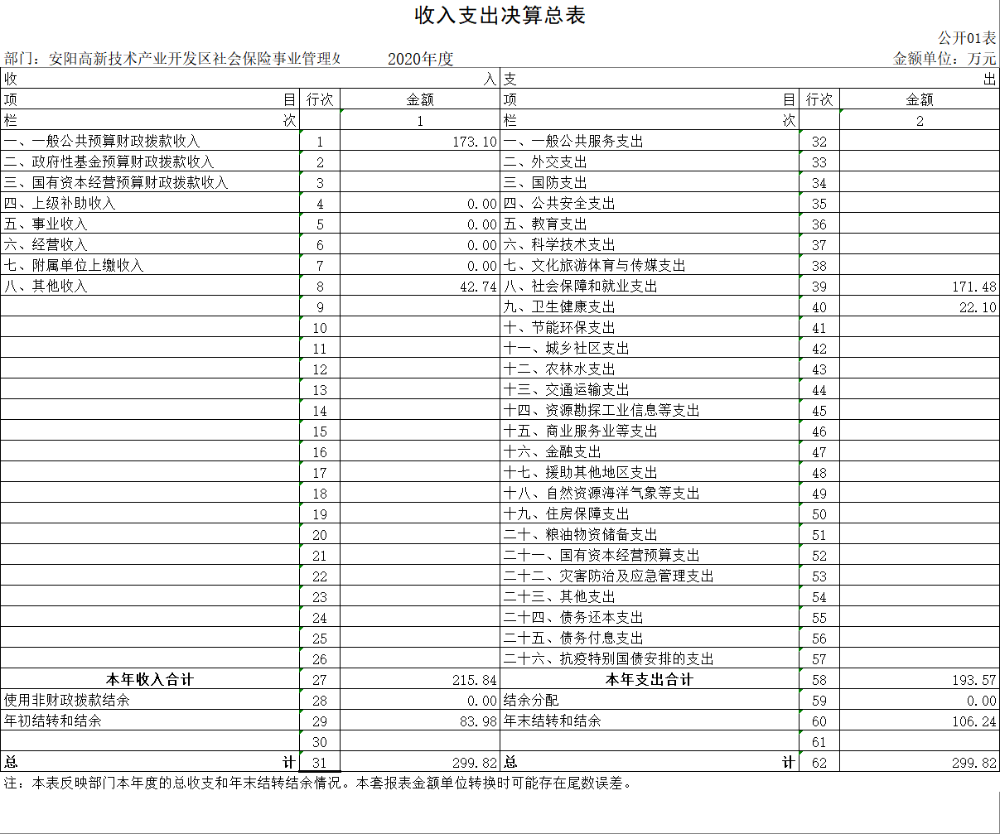 收入支出决算总表
公开01表
部门：安阳高新技术产业开发区社会保险事业管理 2020年度 金额单位：万元
收 入 支 出
项 目 行次 金额 项 目 行次 金额
栏 次 1 栏 次 2
一、一般公共预算财政拨款收入 1 173.10 一、一般公共服务支出 32
二、政府性基金预算财政拨款收入 2 二、外交支出 33
三、国有资本经营预算财政拨款收入 3 三、国防支出 34
四、上级补助收入 4 0.00 四、公共安全支出 35
五、事业收入 5 0.00 五、教育支出 36
六、经营收入 6 0.00 六、科学技术支出 37
七、附属单位上缴收入 7 0.00 七、文化旅游体育与传媒支出 38
八、其他收入 8 42.74 八、社会保障和就业支出 39 171.48
9 九、卫生健康支出 40 22.10
10 十、节能环保支出 41
11 十一、城乡社区支出 42
12 十二、农林水支出 43
13 十三、交通运输支出 44
14 十四、资源勘探工业信息等支出 45
15 十五、商业服务业等支出 46
16 十六、金融支出 47
17 十七、援助其他地区支出 48
18 十八、自然资源海洋气象等支出 49
19 十九、住房保障支出 50
20 二十、粮油物资储备支出 51
21 二十一、国有资本经营预算支出 52
22 二十二、灾害防治及应急管理支出 53
23 二十三、其他支出 54
24 二十四、债务还本支出 55
25 二十五、债务付息支出 56
26 二十六、抗疫特别国债安排的支出 57
本年收入合计 27 215.84 本年支出合计 58 193.57
使用非财政拨款结余 28 0.00 结余分配 59 0.00
年初结转和结余 29 83.98 年末结转和结余 60 106.24
30 61
总 计 31 299.82 总 计 62 299.82
注：本表反映部门本年度的总收支和年末结转结余情况。本套报表金额单位转换时可能存在尾数误差。